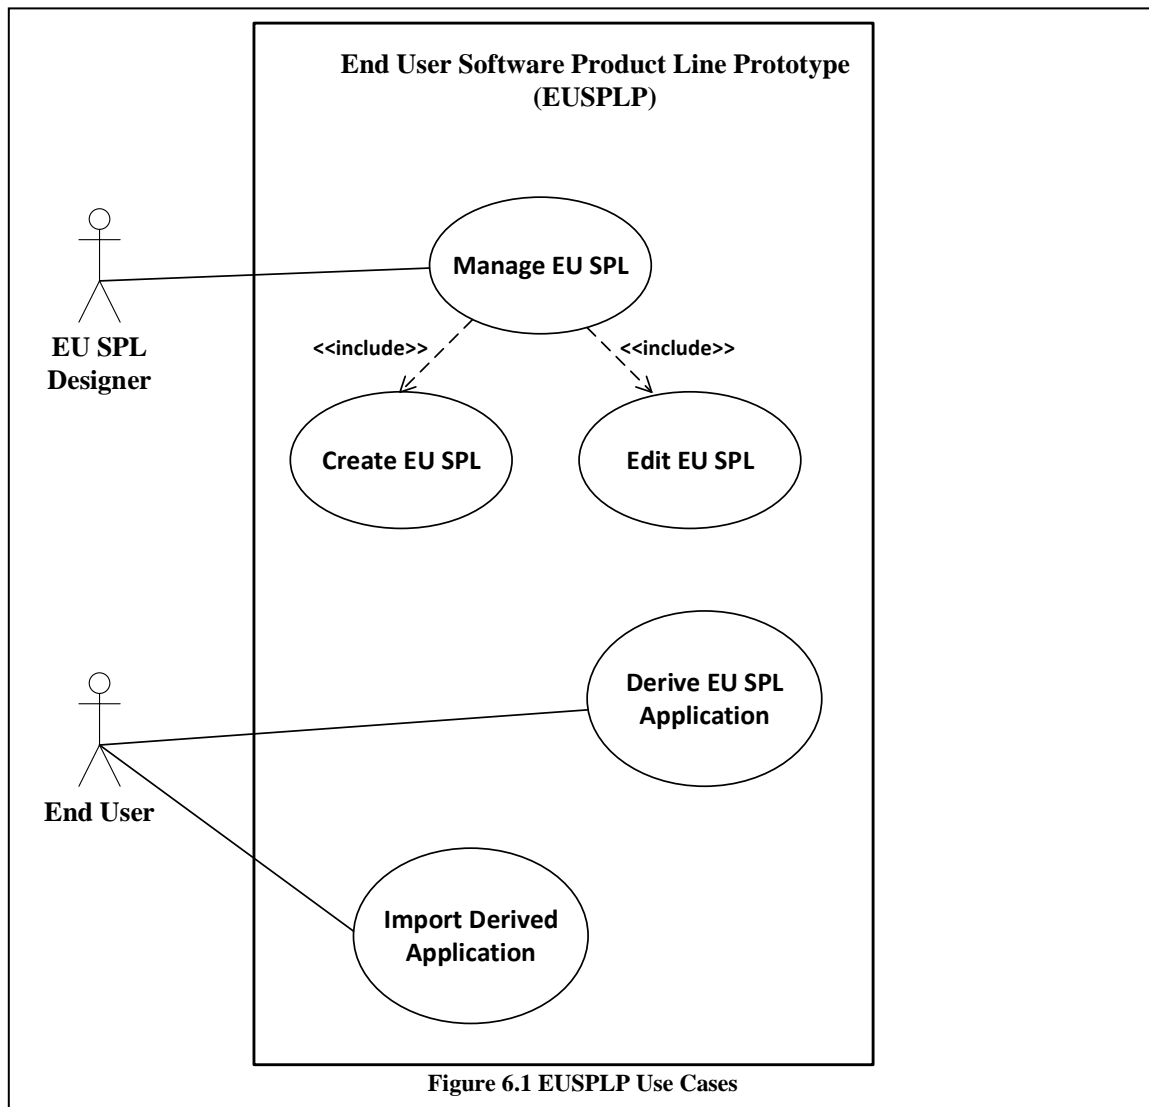 End User Software Product Line Prototype
(EUSPLP)
Manage EU SPL
EU SPL
Designer
<<include>>
<<include>>
Create EU SPL
Edit EU SPL
Derive EU SPL
Application
End User
Import Derived
Application
Figure 6.1 EUSPLP Use Cases